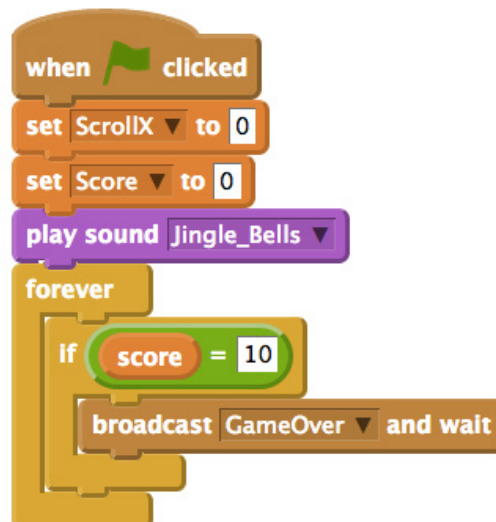 when clicked
set ScrollX to 0
set Score to 0
play sound Jingle_Bells
forever
if score = 10
broadcast GameOver and wait